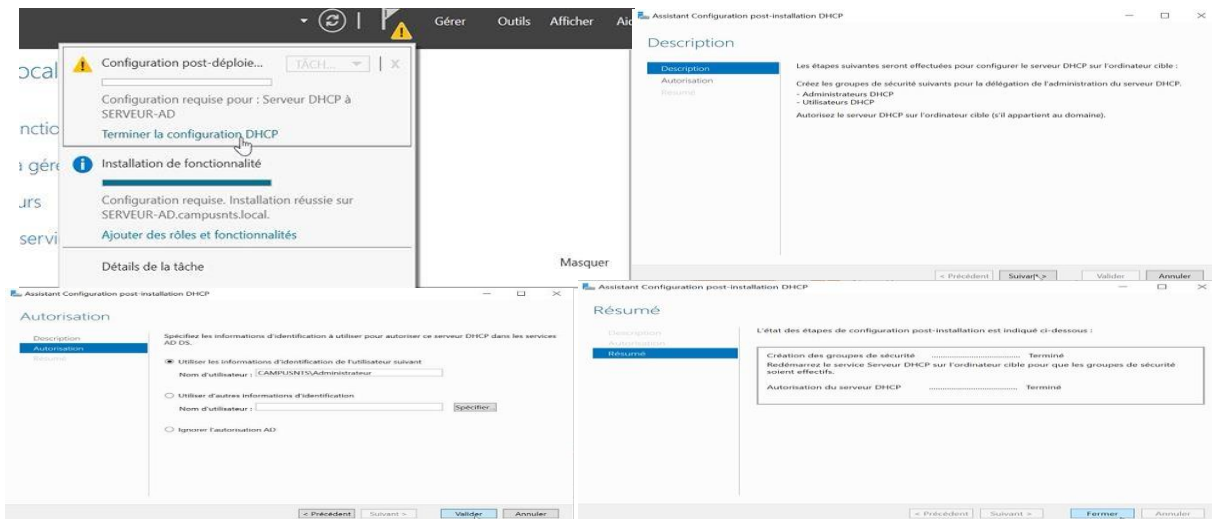 Gérer Outils Afficher
ocal
nctio
gére
urs
servi
Configuration post-déploie...
TÂCH...
X
Configuration requise pour : Serveur DHCP à
SERVEUR-AD
Terminer la configuration DHCP
Installation de fonctionnalité
Configuration requise. Installation réussie sur
SERVEUR-AD.campusnts.local.
Ajouter des rôles et fonctionnalités
Détails de la tâche
Masquer
Assistant Configuration post-installation DHCP
Description
Description
Autorisation
Résumé
Les étapes suivantes seront effectuées pour configurer le serveur DHCP sur l'ordinateur cible :
Créez les groupes de sécurité suivants pour la délégation de l'administration du serveur DHCP.
- Administrateurs DHCP
- Utilisateurs DHCP
Autorisez le serveur DHCP sur l'ordinateur cible (s'il appartient au domaine).
< Précédent Suivant > Valider Annuler
Assistant Configuration post-installation DHCP
Autorisation
Description
Autorisation
Résumé
Spécifiez les informations d'identification à utiliser pour autoriser ce serveur DHCP dans les services
AD DS.
Utiliser les informations d'identification de l'utilisateur suivant
Nom d'utilisateur : CAMPUSNTS\Administrateur
Utiliser d'autres informations d'identification
Nom d'utilisateur : Spécifier...
Ignorer l'autorisation AD
< Précédent Suivant > Valider Annuler
Assistant Configuration post-installation DHCP
Résumé
Description
Autorisation
Résumé
L'état des étapes de configuration post-installation est indiqué ci-dessous :
Création des groupes de sécurité ........................................ Terminé
Redémarrez le service Serveur DHCP sur l'ordinateur cible pour que les groupes de sécurité
soient effectifs.
Autorisation du serveur DHCP ........................................ Terminé
< Précédent Suivant > Fermer Annuler